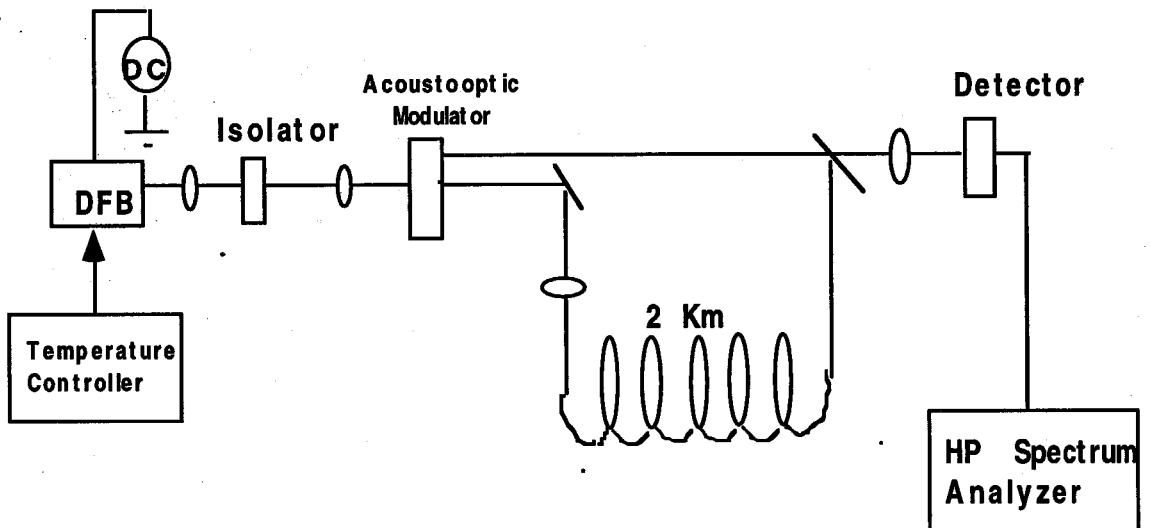 DC
Acoustooptic
Modulator
Detector
Isolator
DFB
2 Km
Temperature
Controller
HP Spectrum
Analyzer